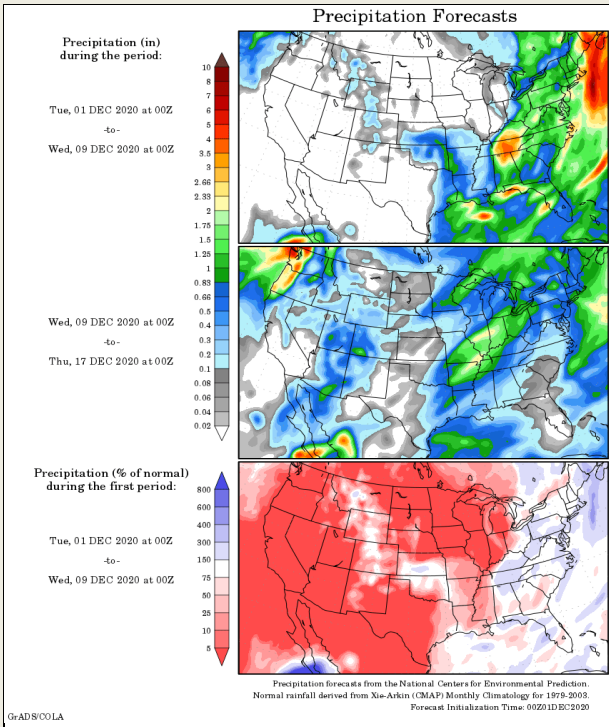 Precipitation Forecasts
Precipitation (in)
during the period:
Tue, 01 DEC 2020 at 00Z
-to-
Wed, 09 DEC 2020 at 00Z
10
8
7
6
5
4
3.5
3
2.66
2.33
2
1.75
1.5
1.25
1
0.83
0.66
0.5
0.4
0.3
0.2
0.1
0.08
0.06
0.04
0.02
Wed, 09 DEC 2020 at 00Z
-to-
Thu, 17 DEC 2020 at 00Z
Precipitation (% of normal)
during the first period:
Tue, 01 DEC 2020 at 00Z
-to-
Wed, 09 DEC 2020 at 00Z
800
600
400
300
150
75
50
25
10
5
Precipitation forecasts from the National Centers for Environmental Prediction.
Normal rainfall derived from Xie-Arkin (CMAP) Monthly Climatology for 1979-2003.
Forecast Initialization Time: 00Z01DEC2020
GrADS/COLA